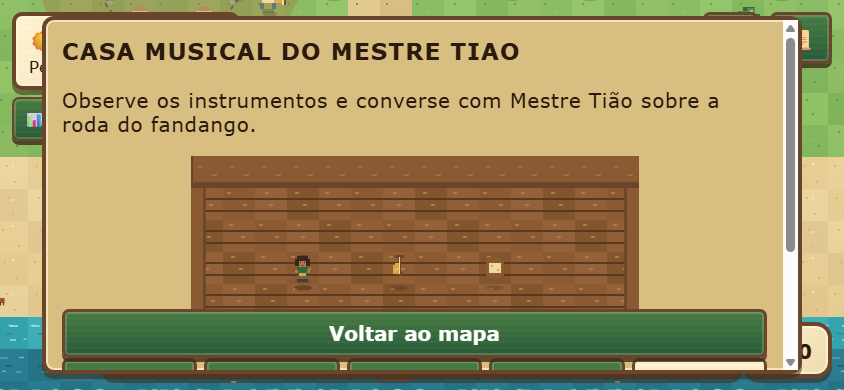 CASA MUSICAL DO MESTRE TIAO
Observe os instrumentos e converse com Mestre Tião sobre a
roda do fandango.
Voltar ao mapa